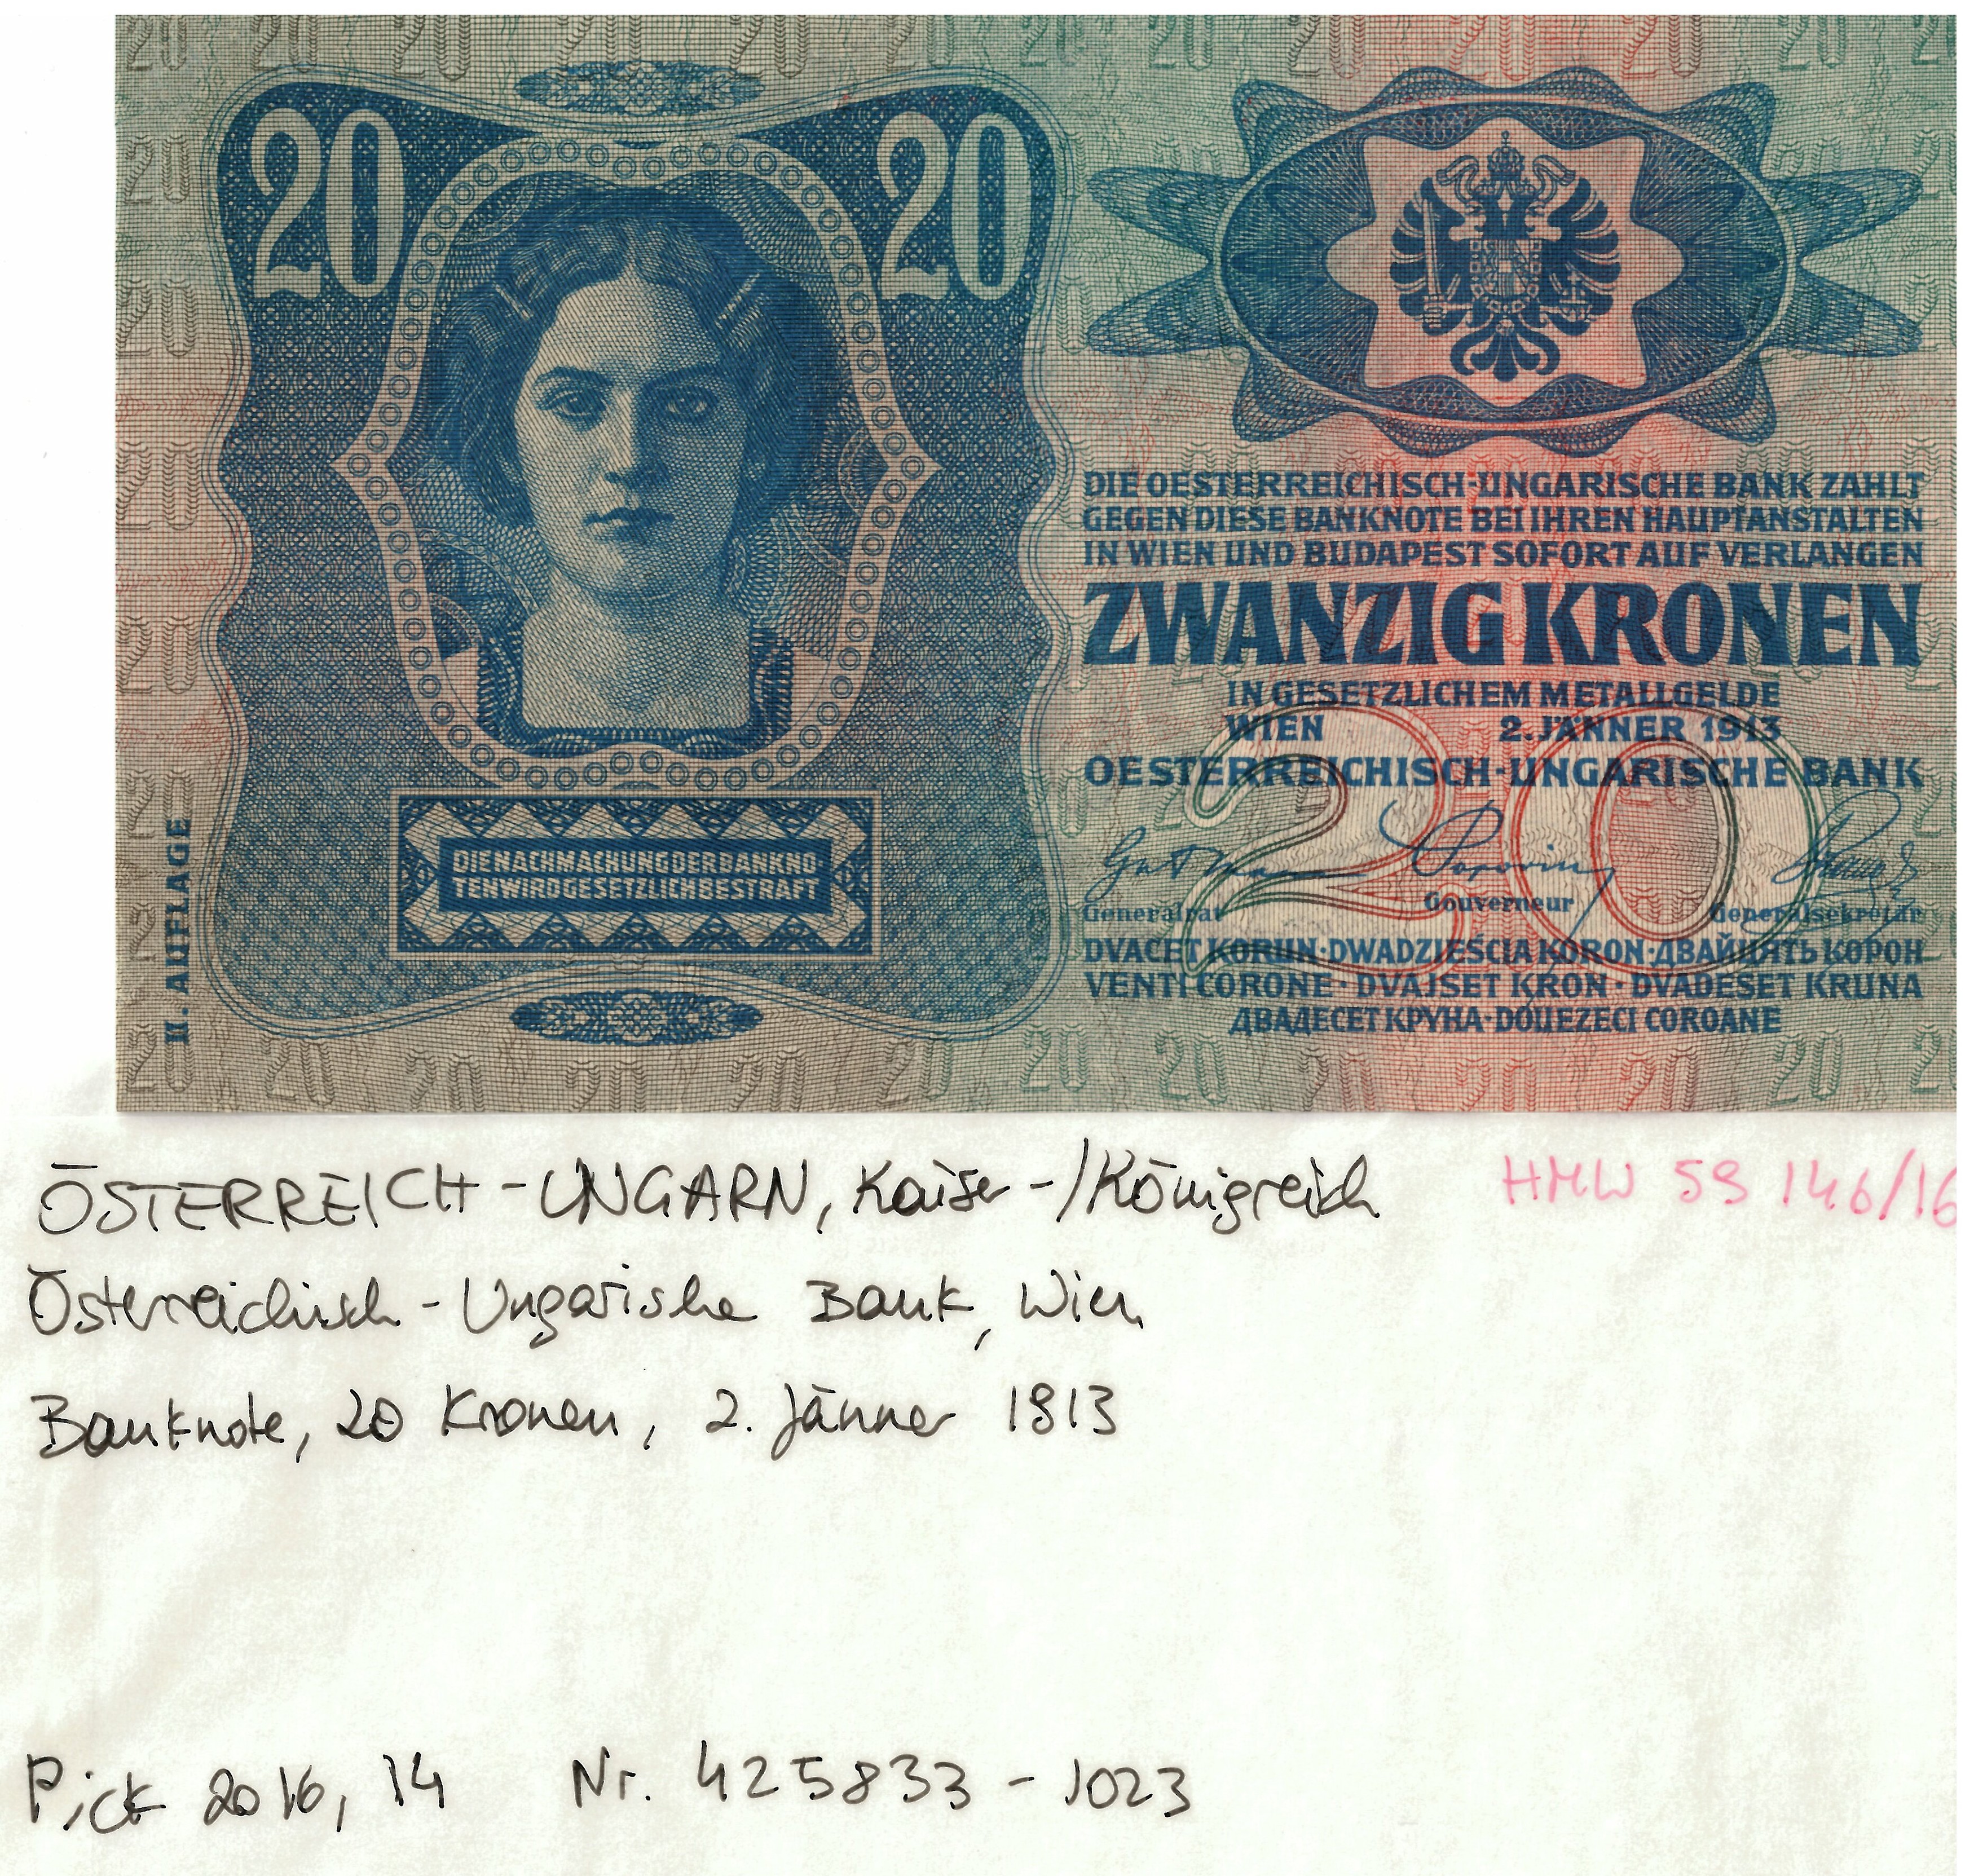 20
20
DIE OESTERREICHISCH-UNGARISCHE BANK ZAHLT
GEGEN DIESE BANKNOTE BEI IHREN HAUPTANSTALTEN
IN WIEN UND BUDAPEST SOFORT AUF VERLANGEN
ZWANZIG KRONEN
IN GESETZLICHEM METALLGELDE
WIEN 2. JÄNNER 1913
OESTERREICHISCH-UNGARISCHE BANK
20
Generalrat Gouverneur Generalsekretär
DVACET KORUN · DWADZIEŚCIA KORON · ДВАЙЦЯТЬ КОРОН
VENTI CORONE · DVAJSET KRON · DVADESET KRUNA
ДВАДЕСЕТ КРУНА · DOUEZECI COROANE
DIE NACHMACHUNG DER BANKNO-
TEN WIRD GESETZLICH BESTRAFT
II. AUFLAGE
ÖSTERREICH-UNGARN, Kaiser-/Königreich
HMW 59 146/16
Österreichisch-Ungarische Bank, Wien
Banknote, 20 Kronen, 2. Jänner 1913
Pick 2016, 14 Nr. 425833 - 1023